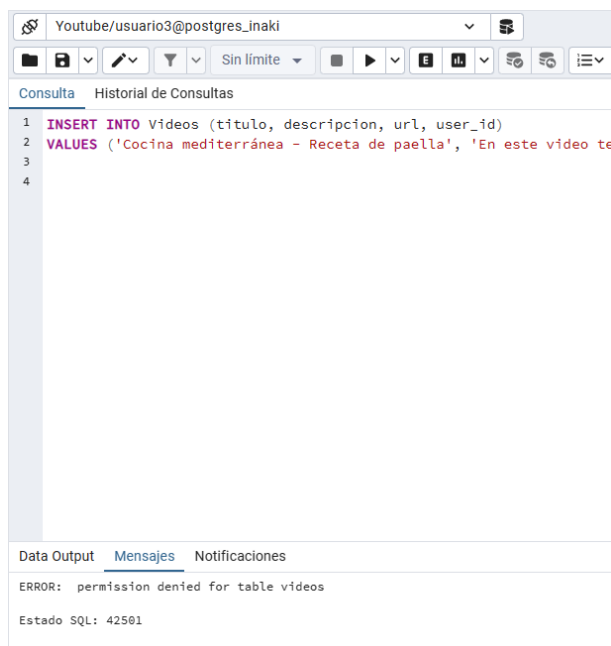 Youtube/usuario3@postgres_inaki
Sin límite
E
Consulta Historial de Consultas
1 INSERT INTO Videos (titulo, descripcion, url, user_id)
2 VALUES ('Cocina mediterránea - Receta de paella', 'En este video te
3
4
Data Output Mensajes Notificaciones
ERROR: permission denied for table videos
Estado SQL: 42501